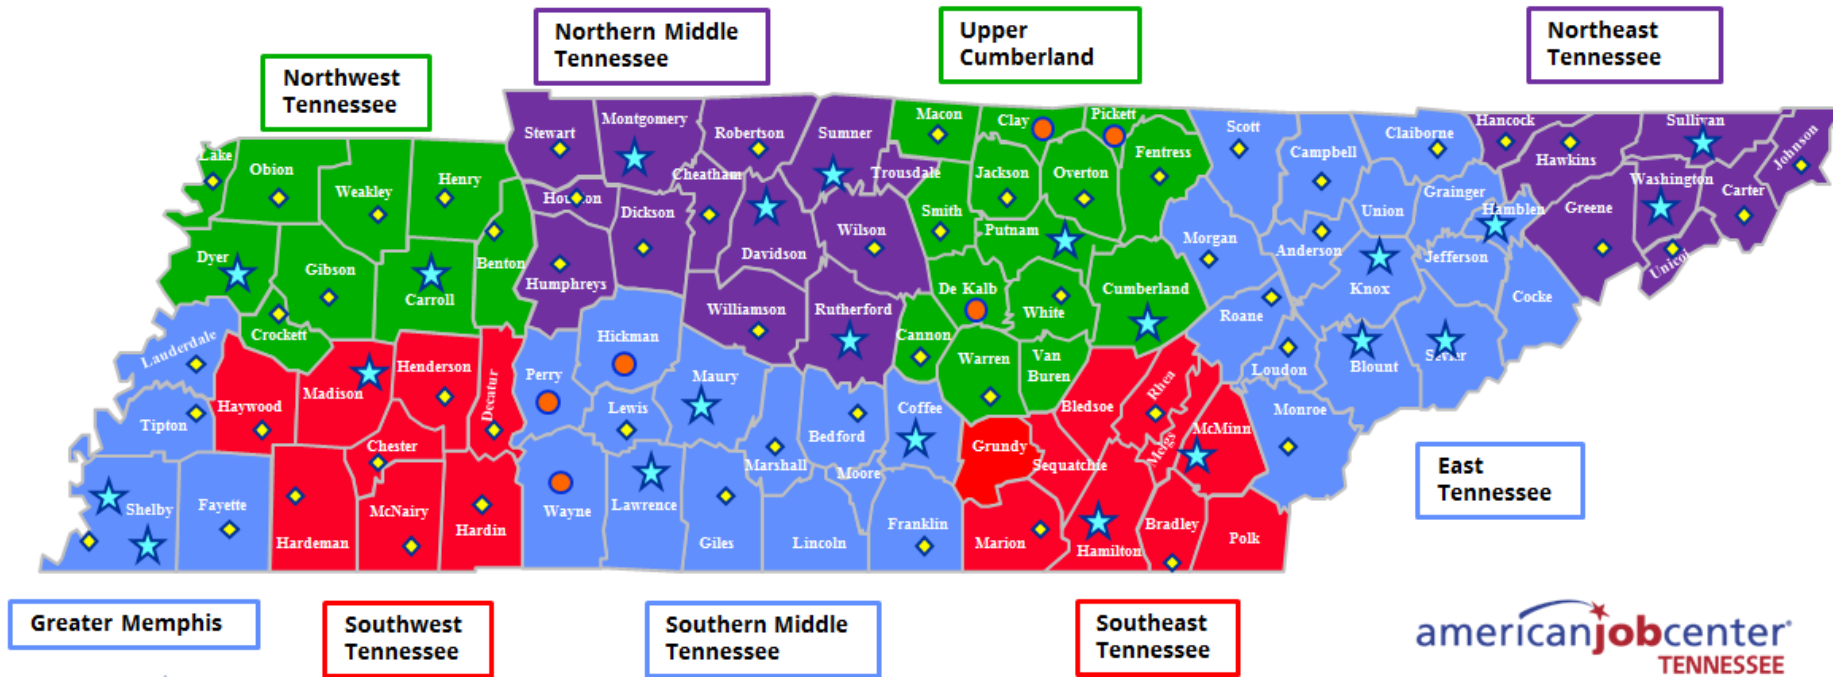 Northern Middle
Tennessee
Upper
Cumberland
Northeast
Tennessee
Northwest
Tennessee
Lake
Obion
Weakley
Henry
Stewart
Montgomery
Robertson
Sumner
Macon
Clay
Pickett
Scott
Claiborne
Hancock
Sullivan
Johnson
Cheatham
Trousdale
Jackson
Overton
Fentress
Campbell
Hawkins
Washington
Carter
Houston
Dickson
Smith
Putnam
Wilson
Davidson
Morgan
Anderson
Union
Grainger
Hamblen
Greene
Unicoi
Dyer
Gibson
Carroll
Benton
Humphreys
Williamson
Rutherford
De Kalb
White
Cumberland
Roane
Knox
Jefferson
Cocke
Crockett
Lauderdale
Hickman
Cannon
Warren
Van
Buren
Loudon
Blount
Sevier
Madison
Henderson
Decatur
Perry
Maury
Bledsoe
Rhea
Monroe
Haywood
Tipton
Lewis
Bedford
Coffee
Meigs
McMinn
Chester
Marshall
Moore
Grundy
Sequatchie
Shelby
Fayette
Hardeman
McNairy
Hardin
Wayne
Lawrence
Giles
Lincoln
Franklin
Marion
Hamilton
Bradley
Polk
East
Tennessee
Greater Memphis
Southwest
Tennessee
Southern Middle
Tennessee
Southeast
Tennessee
americanjobcenter
TENNESSEE